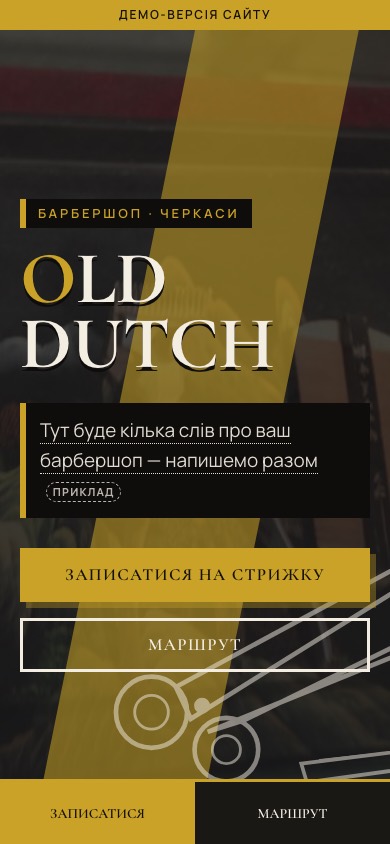 ДЕМО-ВЕРСІЯ САЙТУ
БАРБЕРШОП · ЧЕРКАСИ
OLD
DUTCH
Тут буде кілька слів про ваш
барбершоп — напишемо разом
ПРИКЛАД
ЗАПИСАТИСЯ НА СТРИЖКУ
МАРШРУТ
ЗАПИСАТИСЯ
МАРШРУТ